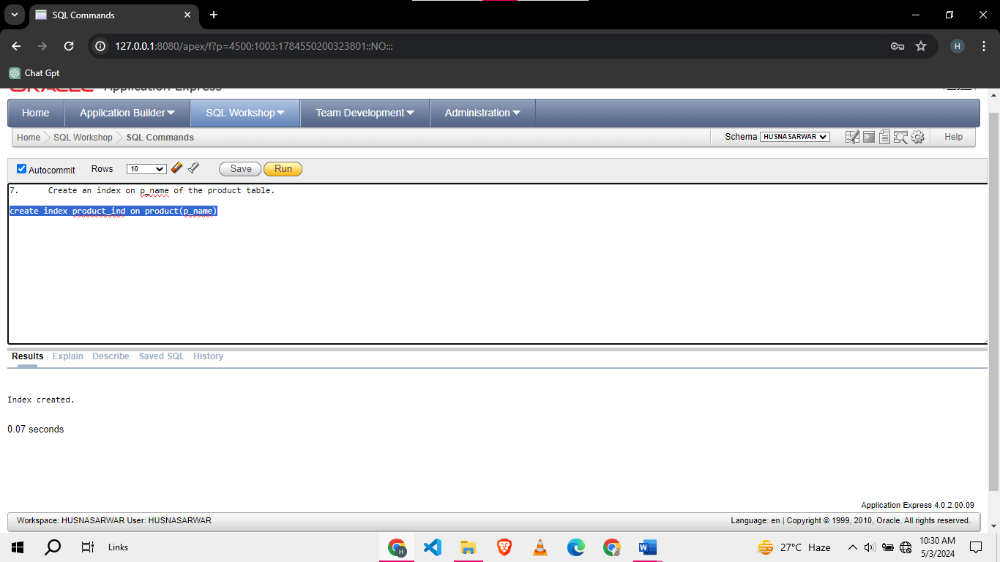 SQL Commands
127.0.0.1:8080/apex/f?p=4500:1003:1784550200323801::NO:::
H
Chat Gpt
ORACLE Application Express
Home Application Builder SQL Workshop Team Development Administration
Home SQL Workshop SQL Commands Schema HUSNASARWAR Help
Autocommit Rows 10 Save Run
7. Create an index on p_name of the product table.
create index product_ind on product(p_name)
Results Explain Describe Saved SQL History
Index created.
0.07 seconds
Application Express 4.0.2.00.09
Workspace: HUSNASARWAR User: HUSNASARWAR Language: en | Copyright © 1999, 2010, Oracle. All rights reserved.
Links H 27°C Haze 10:30 AM
5/3/2024